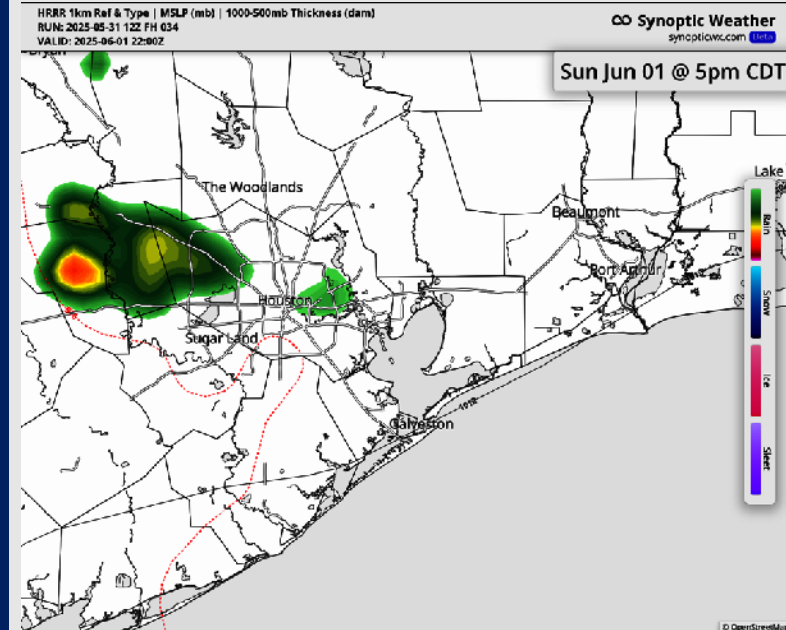 HRRR 1km Ref & Type | MSLP (mb) | 1000-500mb Thickness (dam)
RUN: 2025-05-31 12Z FH 034
VALID: 2025-06-01 22:00Z
Synoptic Weather
synopticwx.com Beta
Sun Jun 01 @ 5pm CDT
Bryan
Lake
The Woodlands
Beaumont
Port Arthur
Houston
Sugar Land
Galveston
Rain
Snow
Ice
Sleet
© OpenStreetMap